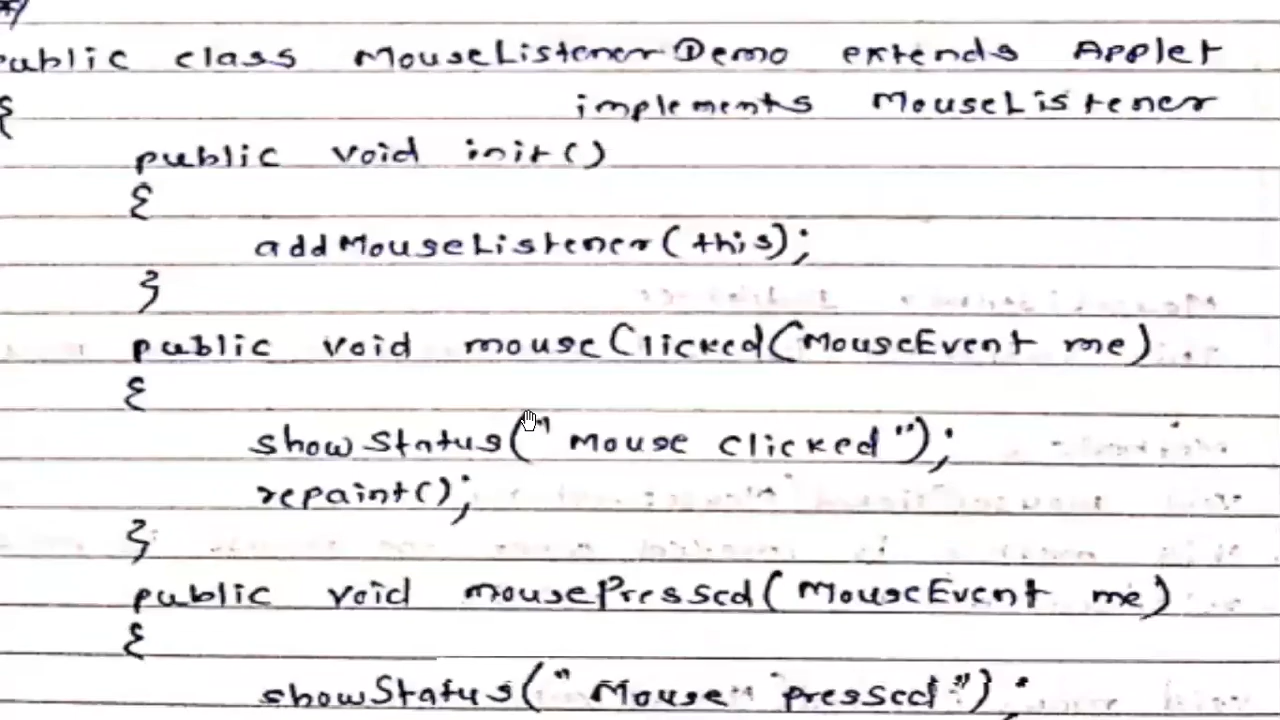 */
public class MouseListenerDemo extends Applet
{ implements MouseListener
public void init()
{
addMouseListener(this);
}
public void mouseClicked(MouseEvent me)
{
showStatus("Mouse clicked");
repaint();
}
public void mousePressed(MouseEvent me)
{
showStatus("Mouse pressed");